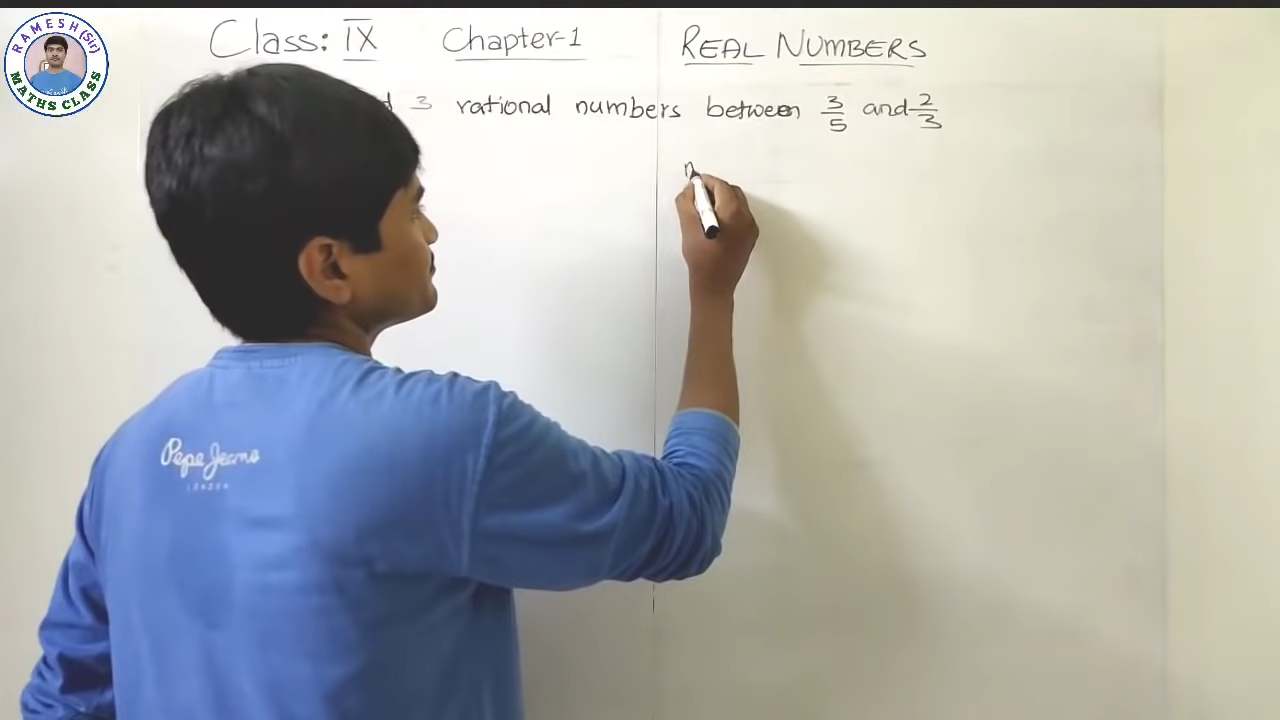 RAMESH (Sir)
MATHS CLASS
Class: IX Chapter-1 REAL NUMBERS
3 rational numbers between 3/5 and 2/3
Pepe Jeans
LONDON